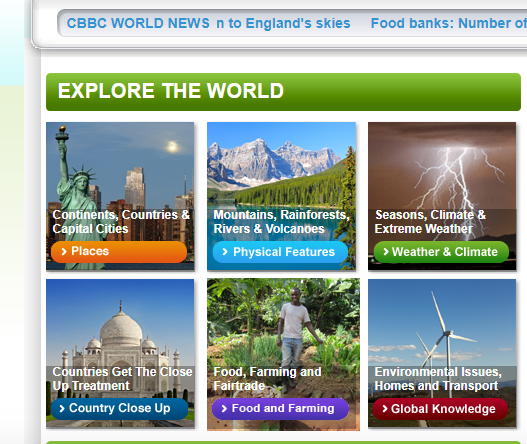 CBBC WORLD NEWS n to England's skies Food banks: Number of
EXPLORE THE WORLD
Continents, Countries &
Capital Cities
Places
Mountains, Rainforests,
Rivers & Volcanoes
Physical Features
Seasons, Climate &
Extreme Weather
Weather & Climate
Countries Get The Close
Up Treatment
Country Close Up
Food, Farming and
Fairtrade
Food and Farming
Environmental Issues,
Homes and Transport
Global Knowledge